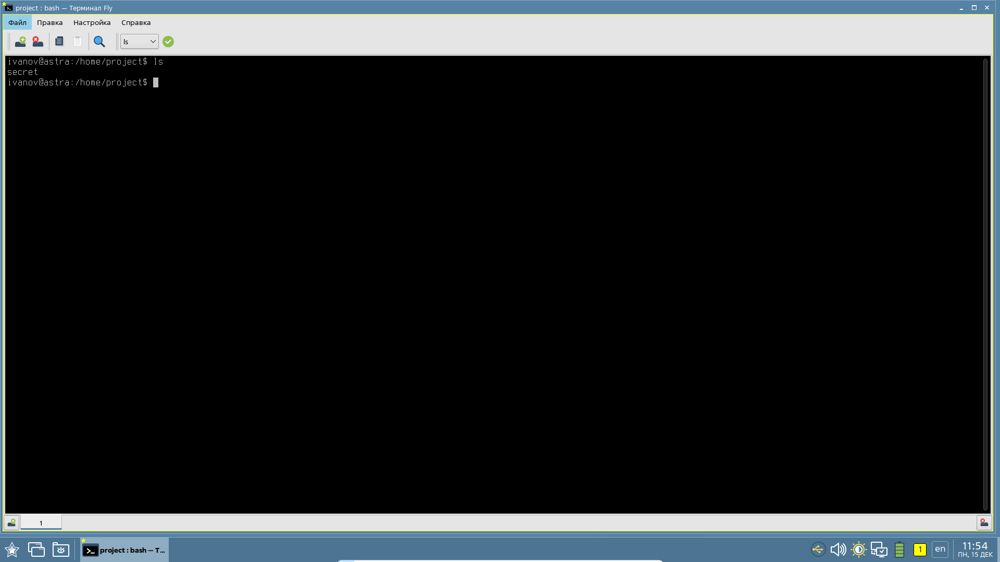 project : bash — Терминал Fly
Файл Правка Настройка Справка
ls
ivanov@astra:/home/project$ ls
secret
ivanov@astra:/home/project$
1
project : bash — T...
1 en 11:54
ПН, 15 ДЕК